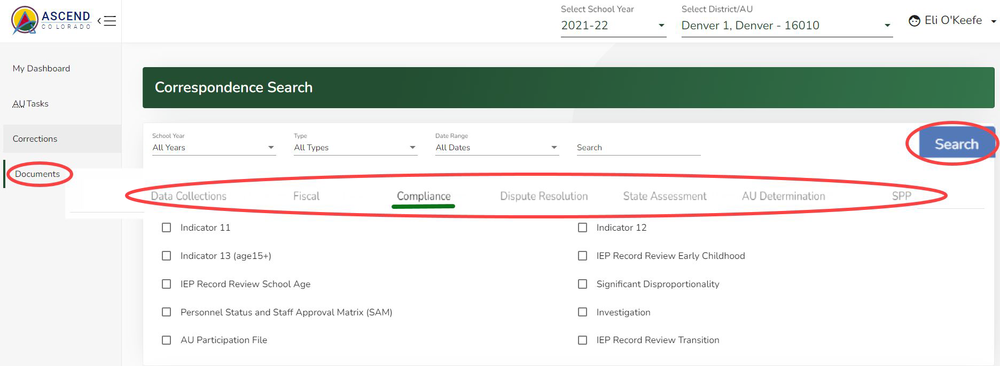 ASCEND
COLORADO
Select School Year
2021-22
Select District/AU
Denver 1, Denver - 16010
Eli O'Keefe
My Dashboard
AU Tasks
Corrections
Documents
Correspondence Search
School Year
All Years
Type
All Types
Date Range
All Dates
Search
Search
Data Collections Fiscal Compliance Dispute Resolution State Assessment AU Determination SPP
Indicator 11 Indicator 12
Indicator 13 (age15+) IEP Record Review Early Childhood
IEP Record Review School Age Significant Disproportionality
Personnel Status and Staff Approval Matrix (SAM) Investigation
AU Participation File IEP Record Review Transition